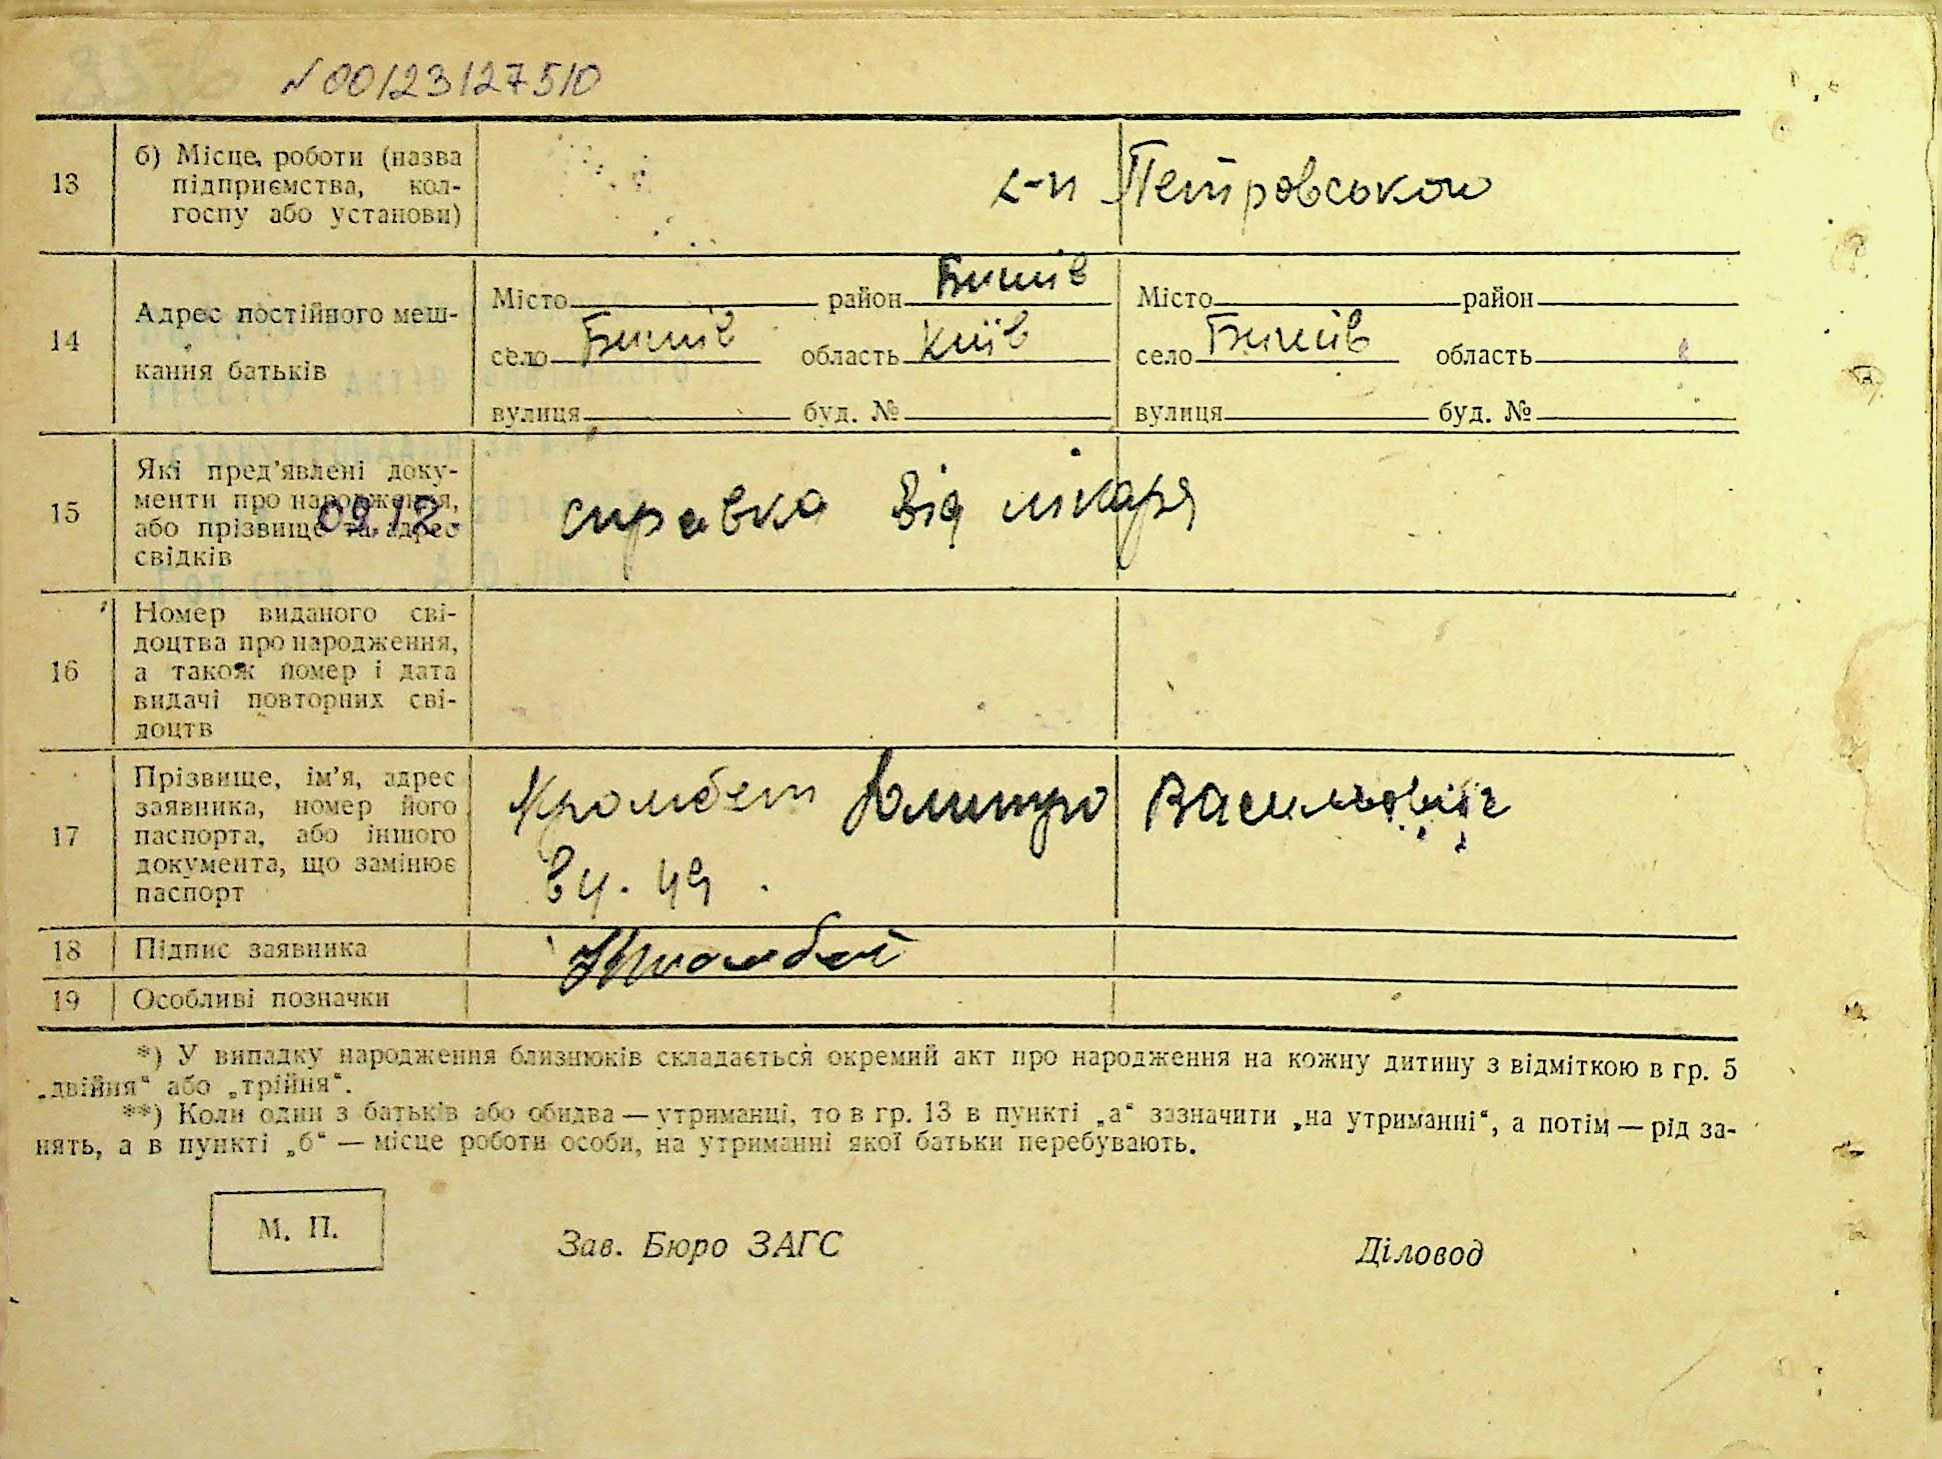 N 00123127510
13
б) Місце роботи (назва
підприємства, кол-
госпу або установи)
к-п Петровського
14
Адрес постійного меш-
кання батьків
Місто район Бишів
село Бишів область Київ
вулиця буд. №
Місто район
село Бишів область
вулиця буд. №
15
Які пред’явлені доку-
менти про народження,
або прізвище та адрес
свідків
09.12.
справка від лікаря
16
Номер виданого сві-
доцтва про народження,
а також номер і дата
видачі повторних сві-
доцтв
17
Прізвище, ім’я, адрес
заявника, номер його
паспорта, або іншого
документа, що замінює
паспорт
Дмитро Васильович
18
Підпис заявника
19
Особливі позначки
*) У випадку народження близнюків складається окремий акт про народження на кожну дитину з відміткою в гр. 5
„двійня“ або „трійня“.
**) Коли один з батьків або обидва — утриманці, то в гр. 13 в пункті „а“ зазначити „на утриманні“, а потім — рід за-
нять, а в пункті „б“ — місце роботи особи, на утриманні якої батьки перебувають.
М. П.
Зав. Бюро ЗАГС
Діловод